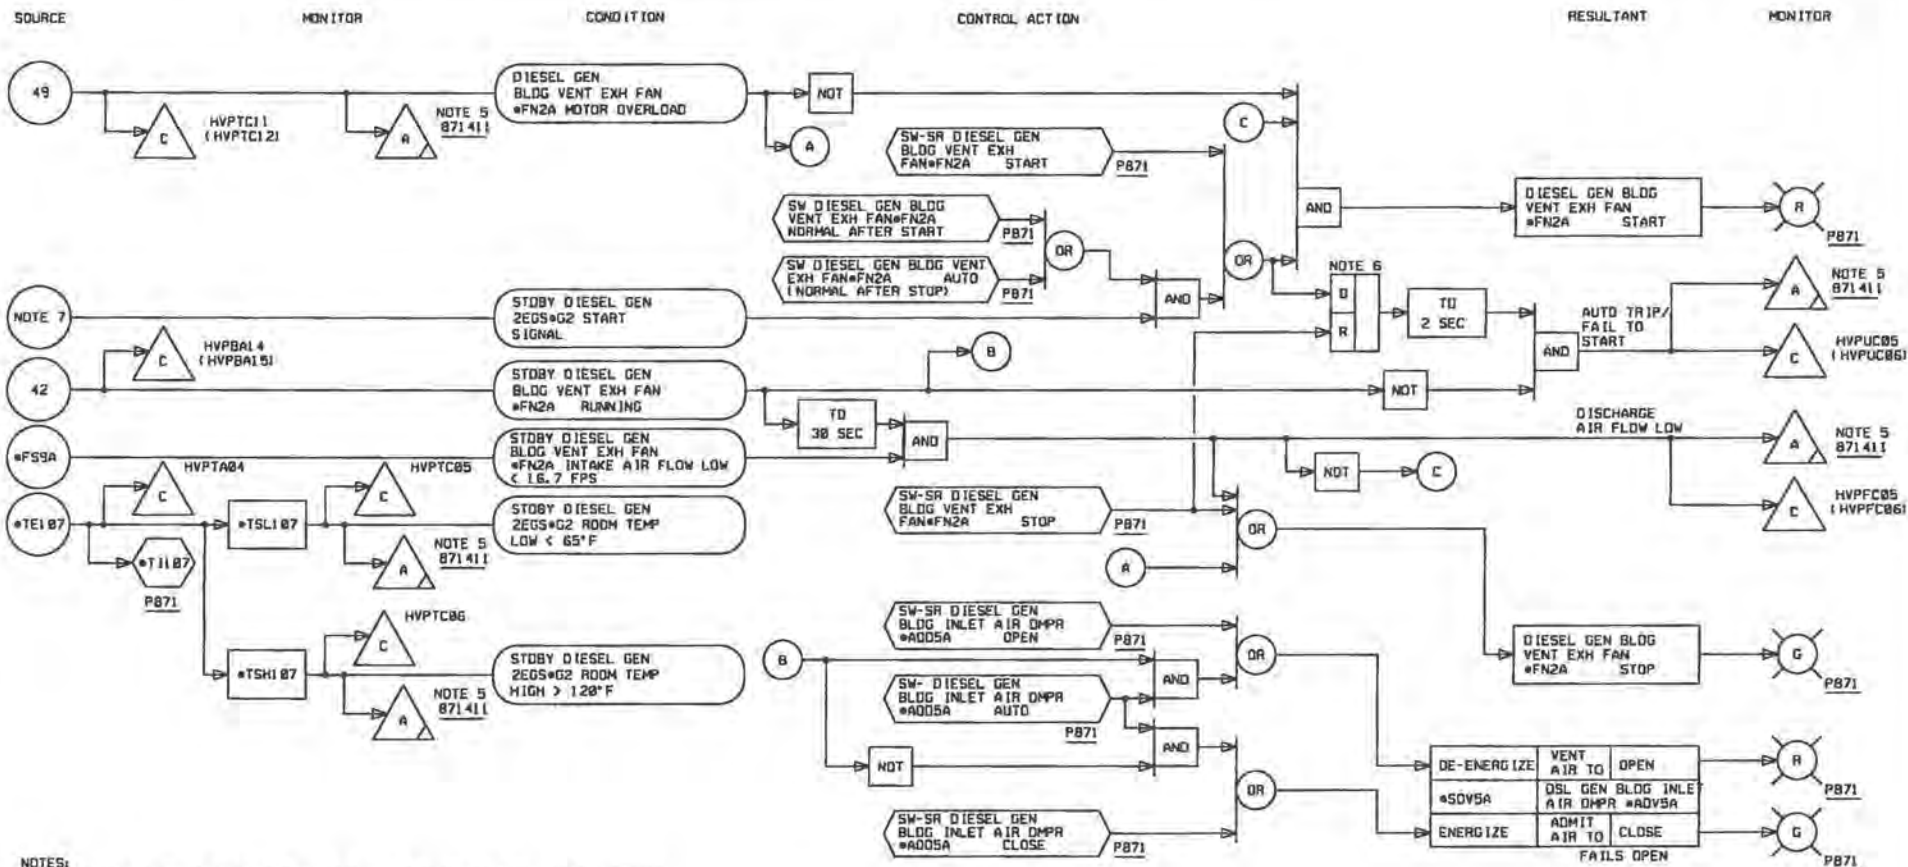 SOURCE MONITOR CONDITION CONTROL ACTION RESULTANT MONITOR
49
C
HVPTC11
(HVPTC12)
A
NOTE 5
871411
DIESEL GEN
BLDG VENT EXH FAN
*FN2A MOTOR OVERLOAD
NOT
A
C
SW-SR DIESEL GEN
BLDG VENT EXH
FAN*FN2A START
P871
SW DIESEL GEN BLDG
VENT EXH FAN*FN2A
NORMAL AFTER START
P871
SW DIESEL GEN BLDG VENT
EXH FAN*FN2A AUTO
(NORMAL AFTER STOP)
P871
OR
AND
OR
AND
DIESEL GEN BLDG
VENT EXH FAN
*FN2A START
R
P871
NOTE 7
STDBY DIESEL GEN
2EGS*G2 START
SIGNAL
NOTE 6
R
TD
2 SEC
AND
AUTO TRIP/
FAIL TO
START
A
NOTE 5
871411
C
HVPUC05
(HVPUC06)
42
C
HVPBA14
(HVPBA15)
STDBY DIESEL GEN
BLDG VENT EXH FAN
*FN2A RUNNING
B
NOT
TD
30 SEC
AND
*FS9A
STDBY DIESEL GEN
BLDG VENT EXH FAN
*FN2A INTAKE AIR FLOW LOW
< 16.7 FPS
DISCHARGE
AIR FLOW LOW
A
NOTE 5
871411
NOT
C
C
HVPFC05
(HVPFC06)
*TE107
C
HVPTA04
*TI107
P871
*TSL107
C
HVPTC05
A
NOTE 5
871411
STDBY DIESEL GEN
2EGS*G2 ROOM TEMP
LOW < 65°F
SW-SR DIESEL GEN
BLDG VENT EXH
FAN*FN2A STOP
P871
A
OR
DIESEL GEN BLDG
VENT EXH FAN
*FN2A STOP
G
P871
*TSH107
C
HVPTC06
A
NOTE 5
871411
STDBY DIESEL GEN
2EGS*G2 ROOM TEMP
HIGH > 120°F
B
SW-SR DIESEL GEN
BLDG INLET AIR DMPR
*AOD5A OPEN
P871
SW- DIESEL GEN
BLDG INLET AIR DMPR
*AOD5A AUTO
P871
AND
OR
NOT
AND
OR
SW-SR DIESEL GEN
BLDG INLET AIR DMPR
*AOD5A CLOSE
P871
DE-ENERGIZE VENT AIR TO OPEN
*SOV5A DSL GEN BLDG INLET AIR DMPR *AOV5A
ENERGIZE ADMIT AIR TO CLOSE
FAILS OPEN
R
P871
G
P871
NOTES: